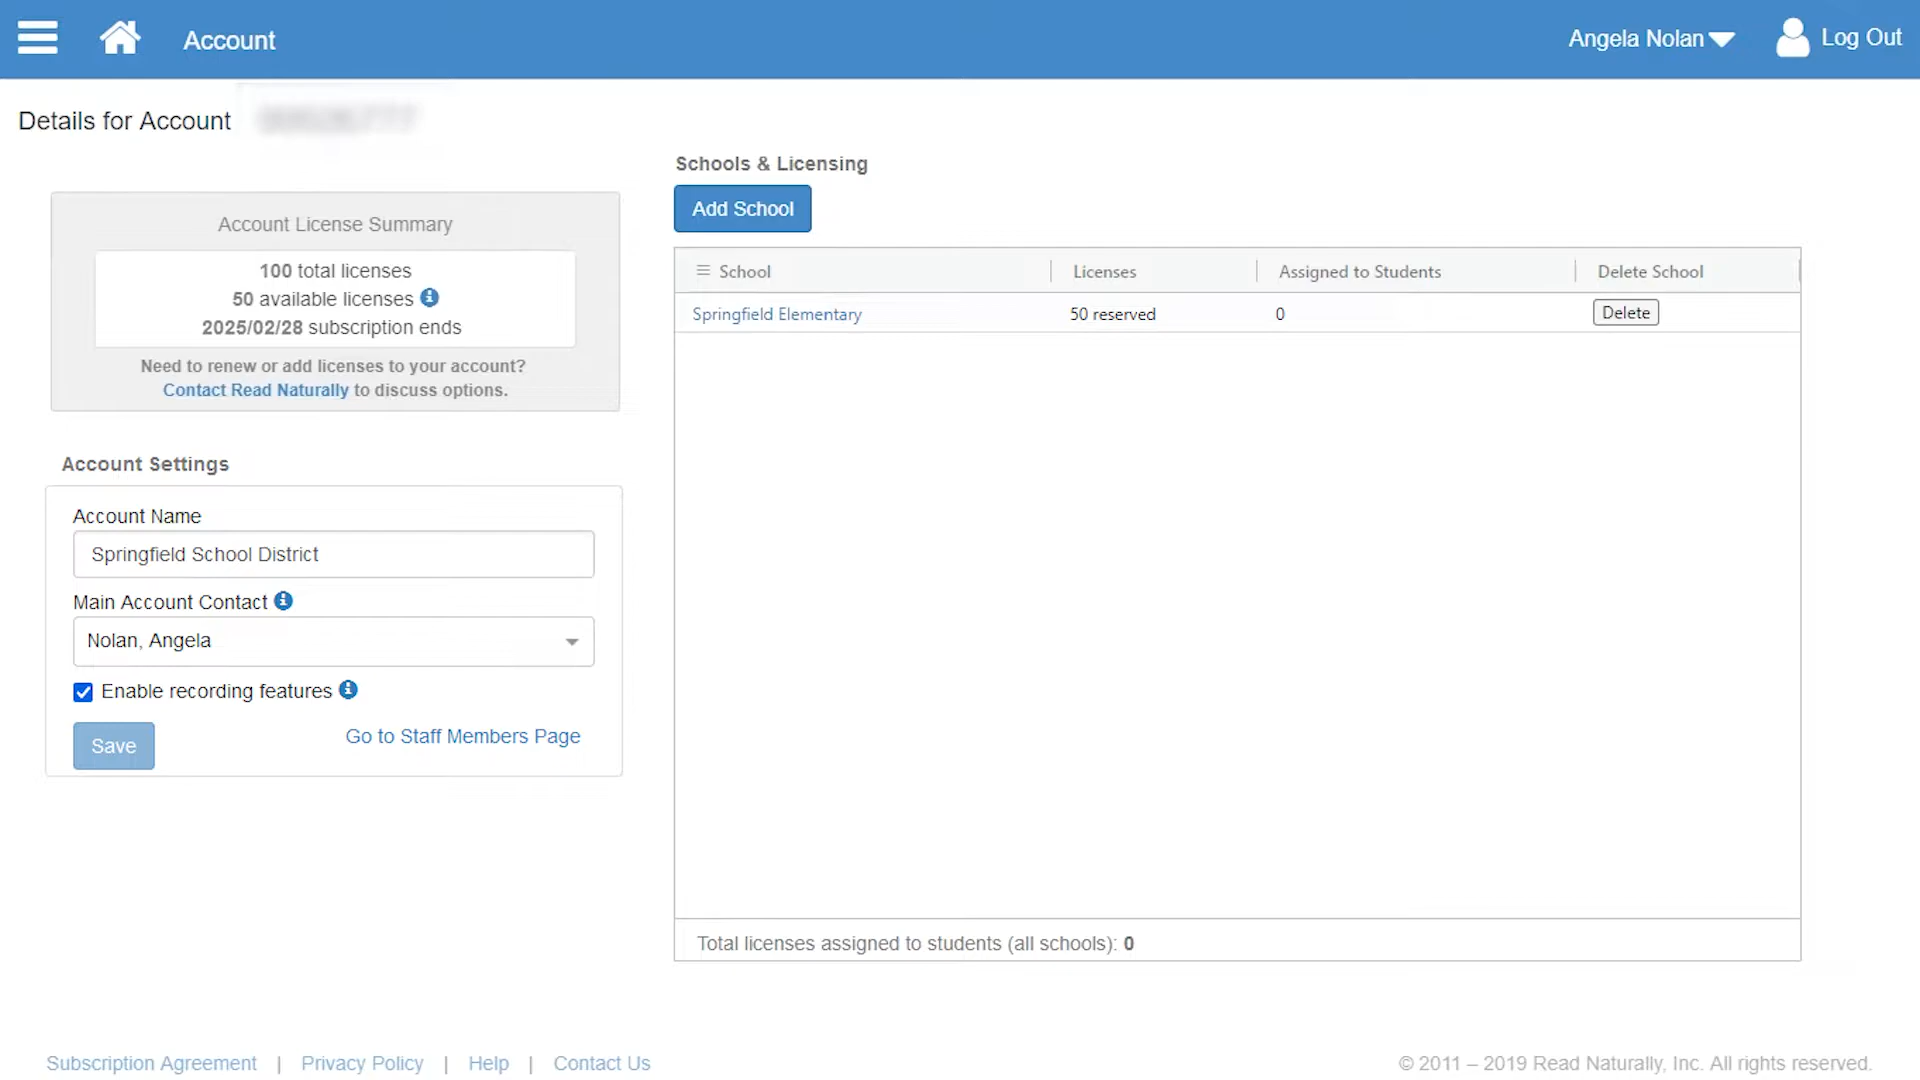 Account
Angela Nolan
Log Out
Details for Account
Account License Summary
100 total licenses
50 available licenses
2025/02/28 subscription ends
Need to renew or add licenses to your account?
Contact Read Naturally to discuss options.
Account Settings
Account Name
Springfield School District
Main Account Contact
Nolan, Angela
Enable recording features
Save
Go to Staff Members Page
Schools & Licensing
Add School
School Licenses Assigned to Students Delete School
Springfield Elementary 50 reserved 0 Delete
Total licenses assigned to students (all schools): 0
Subscription Agreement | Privacy Policy | Help | Contact Us
© 2011 – 2019 Read Naturally, Inc. All rights reserved.